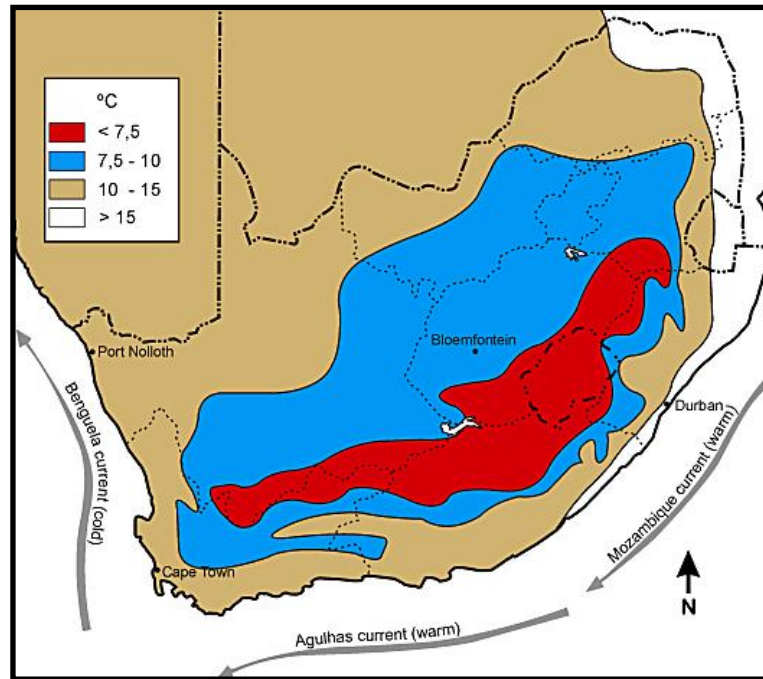 ºC
< 7,5
7,5 - 10
10 - 15
> 15
Port Nolloth
Bloemfontein
Durban
Cape Town
Benguela current (cold)
Mozambique current (warm)
Agulhas current (warm)
N